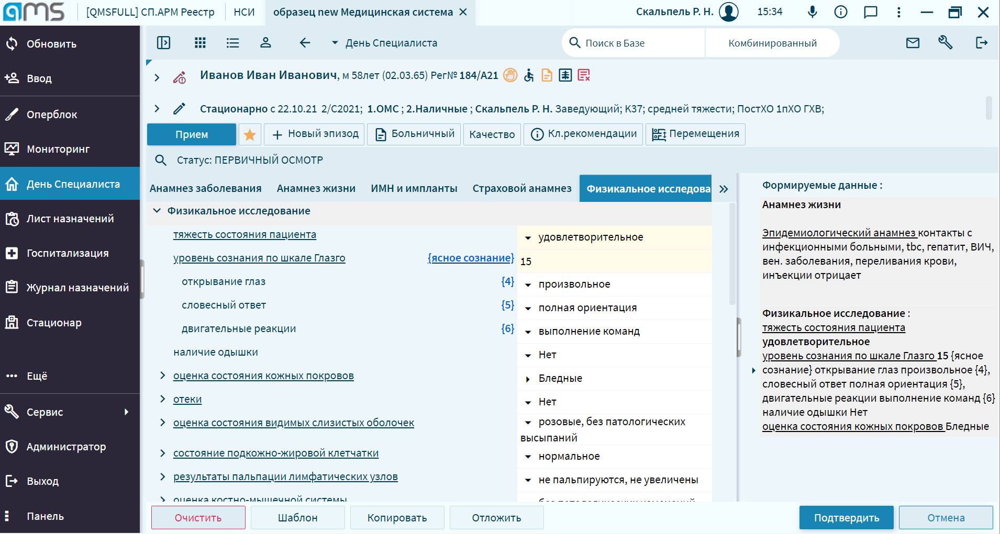 qms
[QMSFULL] СП.АРМ Реестр
НСИ
образец new Медицинская система
Скальпель Р. Н.
15:34
Обновить
Ввод
Оперблок
Мониторинг
День Специалиста
Лист назначений
Госпитализация
Журнал назначений
Стационар
Ещё
Сервис
Администратор
Выход
Панель
День Специалиста
Поиск в Базе
Комбинированный
Иванов Иван Иванович, м 58лет (02.03.65) Рег№ 184/А21
Стационарно с 22.10.21 2/С2021; 1.ОМС ; 2.Наличные ; Скальпель Р. Н. Заведующий; K37; средней тяжести; ПостХО 1пХО ГХВ;
Прием
Новый эпизод
Больничный
Качество
Кл.рекомендации
Перемещения
Статус: ПЕРВИЧНЫЙ ОСМОТР
Анамнез заболевания
Анамнез жизни
ИМН и импланты
Страховой анамнез
Физикальное исследова
Физикальное исследование
тяжесть состояния пациента
удовлетворительное
уровень сознания по шкале Глазго {ясное сознание} 15
открывание глаз {4} произвольное
словесный ответ {5} полная ориентация
двигательные реакции {6} выполнение команд
наличие одышки Нет
оценка состояния кожных покровов Бледные
отеки Нет
оценка состояния видимых слизистых оболочек розовые, без патологических
высыпаний
состояние подкожно-жировой клетчатки нормальное
результаты пальпации лимфатических узлов не пальпируются, не увеличены
оценка костно-мышечной системы без патологических изменений
Формируемые данные :
Анамнез жизни
Эпидемиологический анамнез контакты с
инфекционными больными, tbc, гепатит, ВИЧ,
вен. заболевания, переливания крови,
инъекции отрицает
Физикальное исследование :
тяжесть состояния пациента
удовлетворительное
уровень сознания по шкале Глазго 15 {ясное
сознание} открывание глаз произвольное {4},
словесный ответ полная ориентация {5},
двигательные реакции выполнение команд {6}
наличие одышки Нет
оценка состояния кожных покровов Бледные
Очистить
Шаблон
Копировать
Отложить
Подтвердить
Отмена